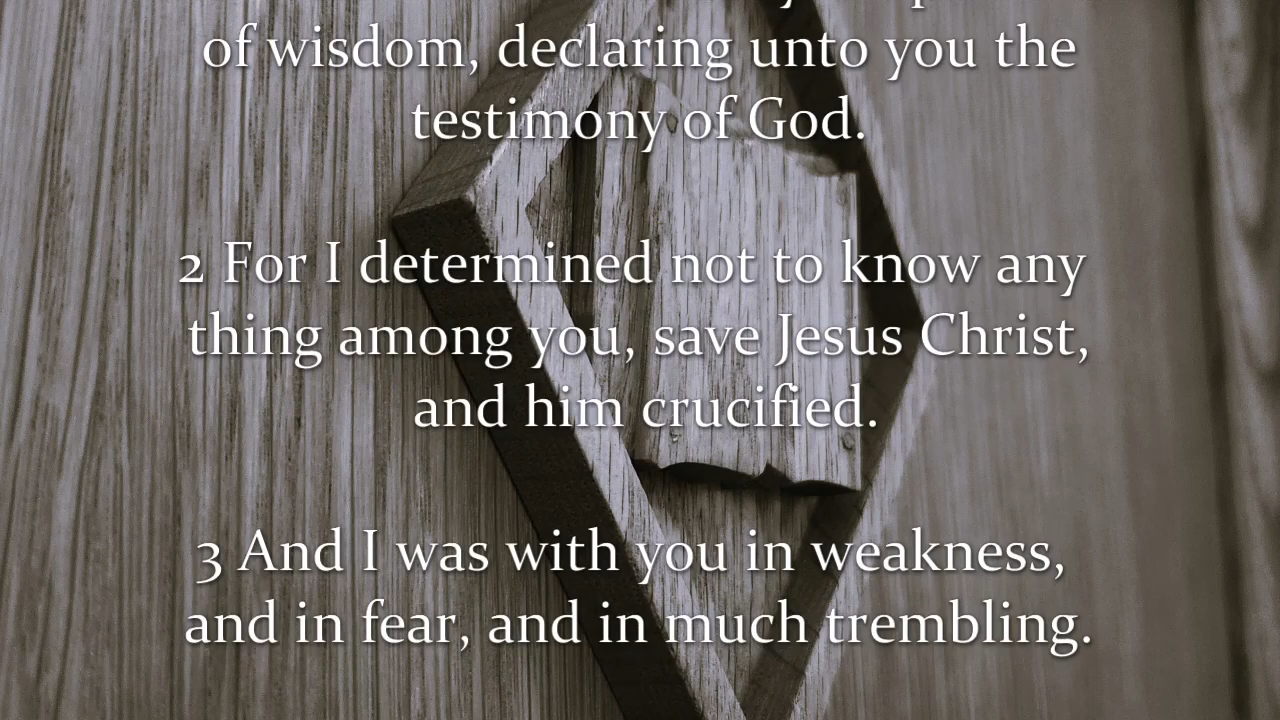 of wisdom, declaring unto you the
testimony of God.
2 For I determined not to know any
thing among you, save Jesus Christ,
and him crucified.
3 And I was with you in weakness,
and in fear, and in much trembling.